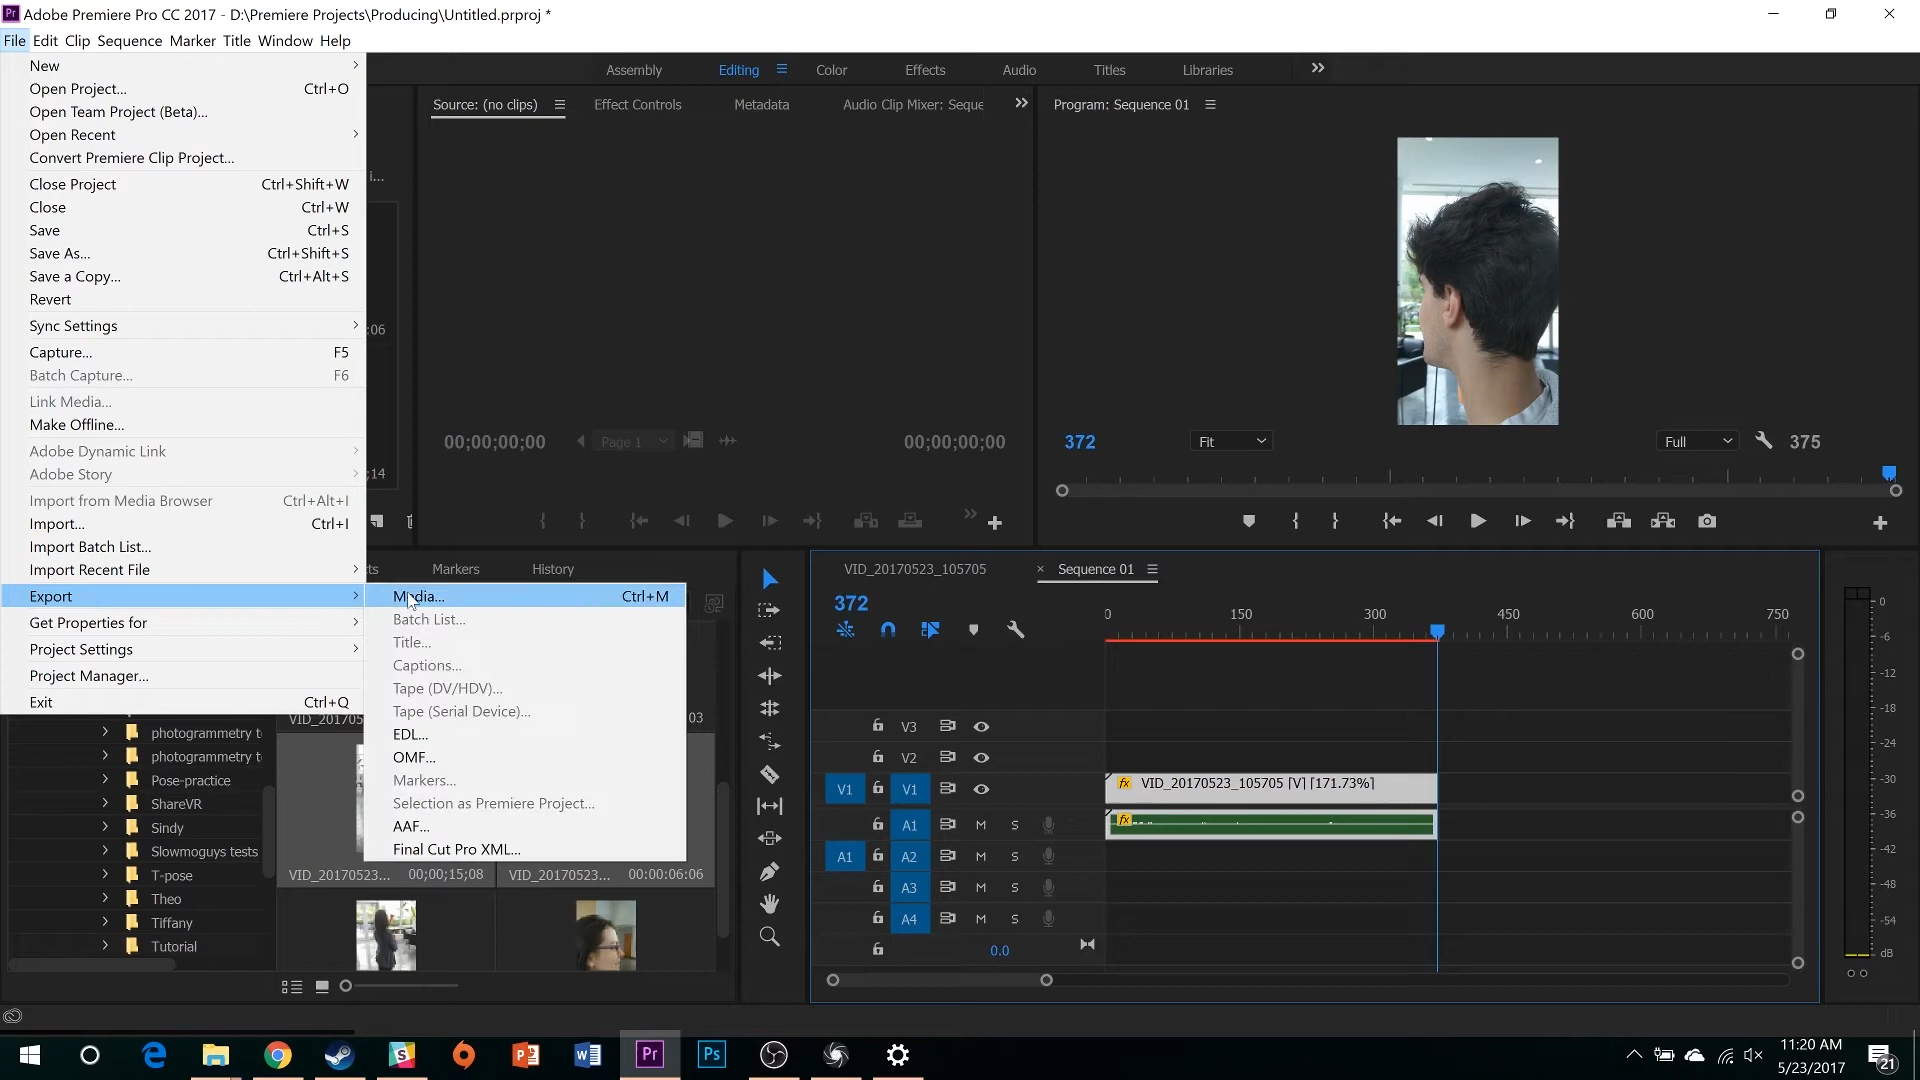 Pr Adobe Premiere Pro CC 2017 - D:\Premiere Projects\Producing\Untitled.prproj *
File Edit Clip Sequence Marker Title Window Help
New
Open Project... Ctrl+O
Open Team Project (Beta)...
Open Recent
Convert Premiere Clip Project...
Close Project Ctrl+Shift+W
Close Ctrl+W
Save Ctrl+S
Save As... Ctrl+Shift+S
Save a Copy... Ctrl+Alt+S
Revert
Sync Settings
Capture... F5
Batch Capture... F6
Link Media...
Make Offline...
Adobe Dynamic Link
Adobe Story
Import from Media Browser Ctrl+Alt+I
Import... Ctrl+I
Import Batch List...
Import Recent File
Export
Get Properties for
Project Settings
Project Manager...
Exit Ctrl+Q
Media... Ctrl+M
Batch List...
Title...
Captions...
Tape (DV/HDV)...
Tape (Serial Device)...
EDL...
OMF...
Markers...
Selection as Premiere Project...
AAF...
Final Cut Pro XML...
Assembly Editing Color Effects Audio Titles Libraries
Source: (no clips) Effect Controls Metadata Audio Clip Mixer: Seque
00;00;00;00 Page 1 00;00;00;00
Program: Sequence 01
372 Fit Full 375
i...
:06
;14
ts Markers History
VID_20170523_105705 × Sequence 01
372
0 150 300 450 600 750
V3
V2
V1 V1 fx VID_20170523_105705 [V] [171.73%]
A1 M S fx
A1 A2 M S
A3 M S
A4 M S
0.0
0
-6
-12
-18
-24
-30
-36
-42
-48
-54
dB
photogrammetry t
photogrammetry t
Pose-practice
ShareVR
Sindy
Slowmoguys tests
T-pose
Theo
Tiffany
Tutorial
VID_201705 03
VID_20170523... 00;00;15;08 VID_20170523... 00:00:06:06
Pr Ps
11:20 AM
5/23/2017
21